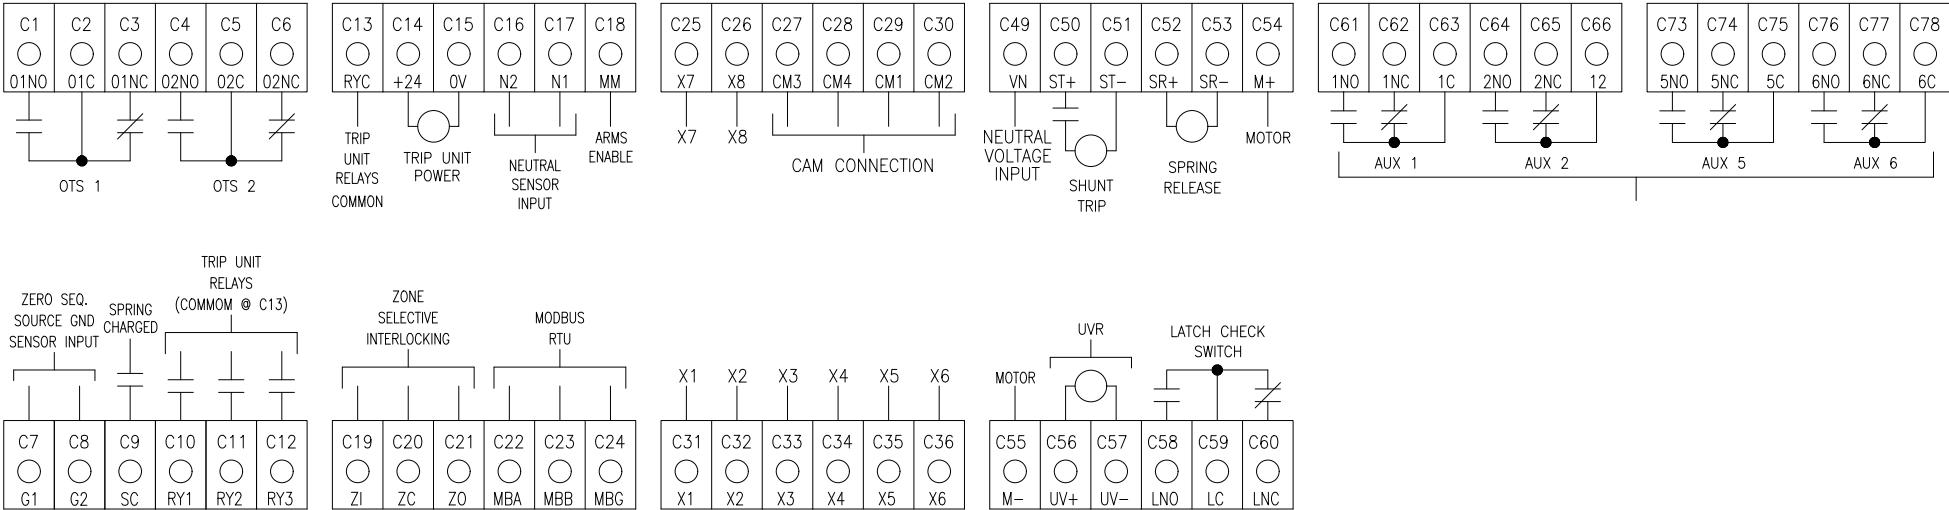 C1 C2 C3 C4 C5 C6
01NO 01C 01NC 02NO 02C 02NC
OTS 1
OTS 2
C13 C14 C15 C16 C17 C18
RYC +24 0V N2 N1 MM
TRIP
UNIT
RELAYS
COMMON
TRIP UNIT
POWER
NEUTRAL
SENSOR
INPUT
ARMS
ENABLE
C25 C26 C27 C28 C29 C30
X7 X8 CM3 CM4 CM1 CM2
X7 X8
CAM CONNECTION
C49 C50 C51 C52 C53 C54
VN ST+ ST- SR+ SR- M+
NEUTRAL
VOLTAGE
INPUT
SHUNT
TRIP
SPRING
RELEASE
MOTOR
C61 C62 C63 C64 C65 C66
1NO 1NC 1C 2NO 2NC 12
AUX 1
AUX 2
C73 C74 C75 C76 C77 C78
5NO 5NC 5C 6NO 6NC 6C
AUX 5
AUX 6
ZERO SEQ.
SOURCE GND
SENSOR INPUT
SPRING
CHARGED
TRIP UNIT
RELAYS
(COMMOM @ C13)
C7 C8 C9 C10 C11 C12
G1 G2 SC RY1 RY2 RY3
ZONE
SELECTIVE
INTERLOCKING
MODBUS
RTU
C19 C20 C21 C22 C23 C24
ZI ZC ZO MBA MBB MBG
X1 X2 X3 X4 X5 X6
C31 C32 C33 C34 C35 C36
X1 X2 X3 X4 X5 X6
MOTOR
UVR
LATCH CHECK
SWITCH
C55 C56 C57 C58 C59 C60
M- UV+ UV- LNO LC LNC